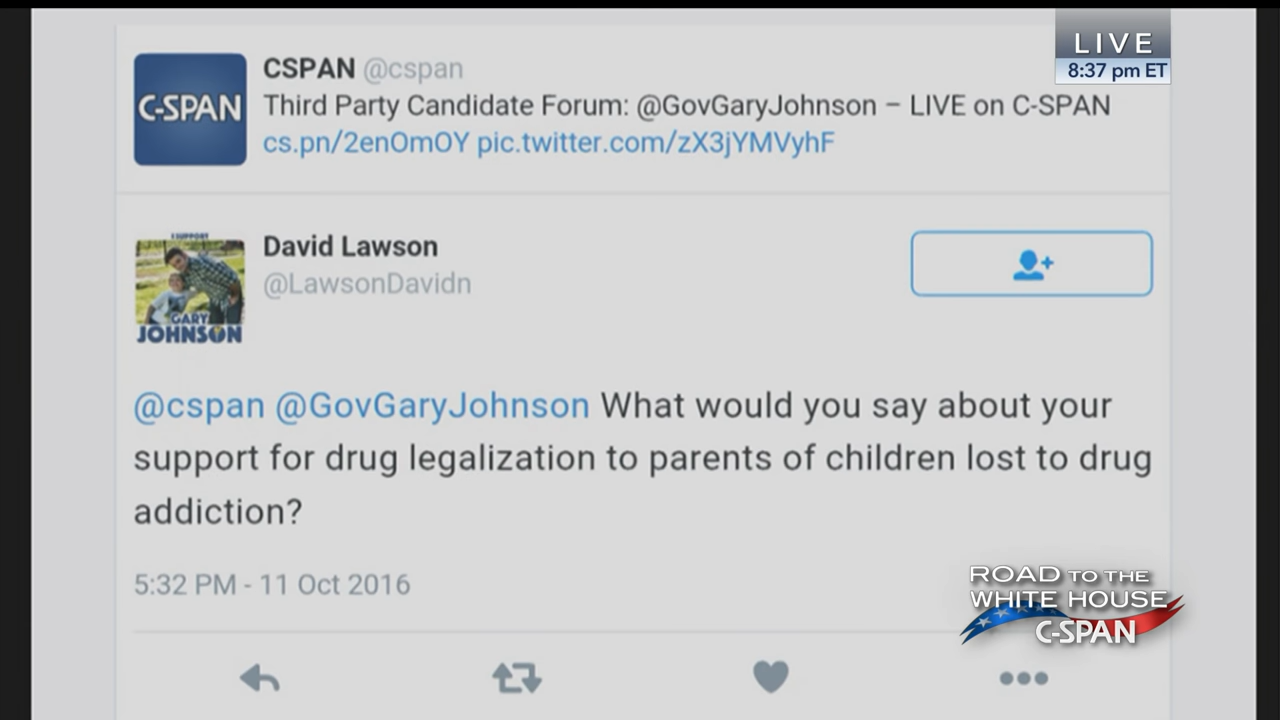 LIVE
8:37 pm ET
C-SPAN
CSPAN @cspan
Third Party Candidate Forum: @GovGaryJohnson – LIVE on C-SPAN
cs.pn/2enOmOY pic.twitter.com/zX3jYMVyhF
I SUPPORT
GARY
JOHNSON
David Lawson
@LawsonDavidn
@cspan @GovGaryJohnson What would you say about your
support for drug legalization to parents of children lost to drug
addiction?
5:32 PM - 11 Oct 2016
ROAD TO THE
WHITE HOUSE
C-SPAN